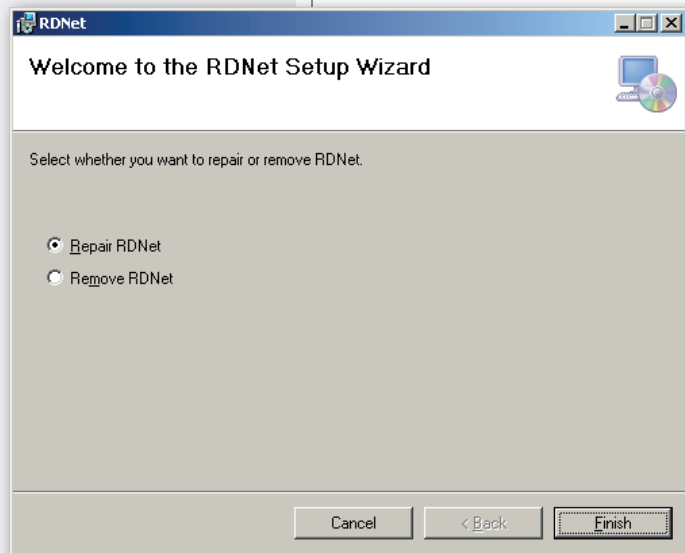 RDNet
Welcome to the RDNet Setup Wizard
Select whether you want to repair or remove RDNet.
Repair RDNet
Remove RDNet
Cancel
< Back
Finish